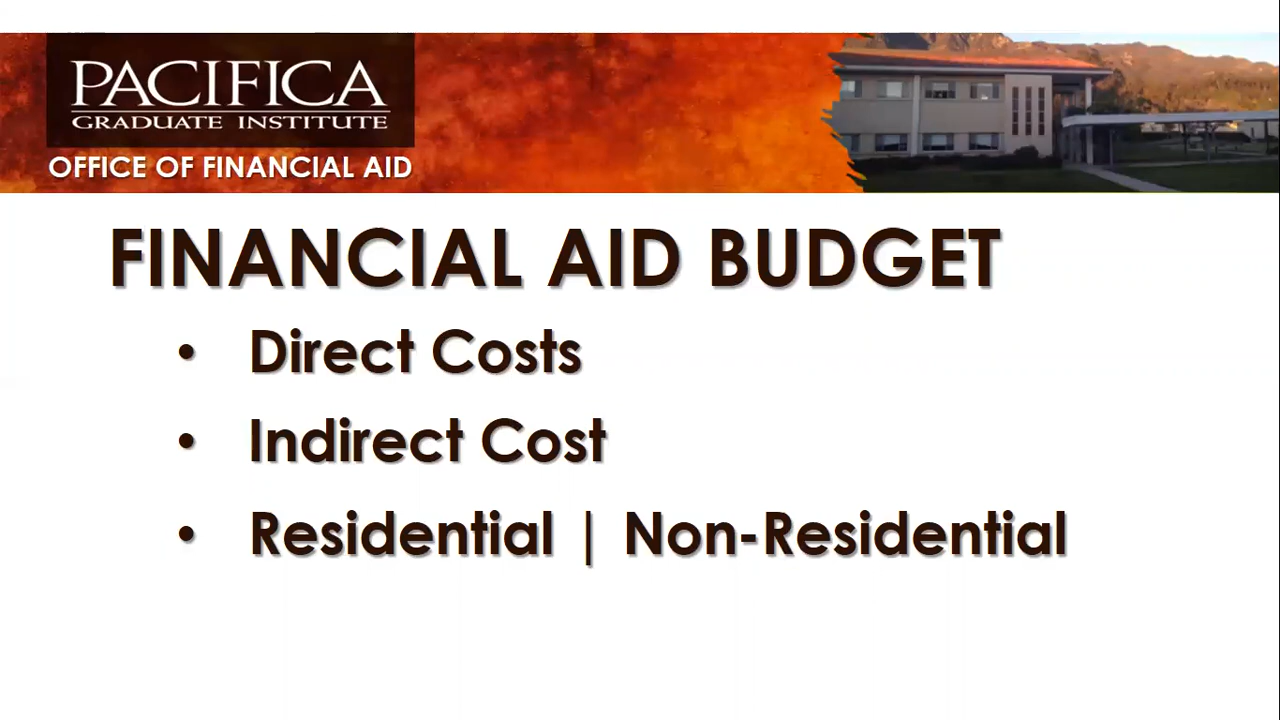 PACIFICA
GRADUATE INSTITUTE
OFFICE OF FINANCIAL AID
FINANCIAL AID BUDGET
• Direct Costs
• Indirect Cost
• Residential | Non-Residential